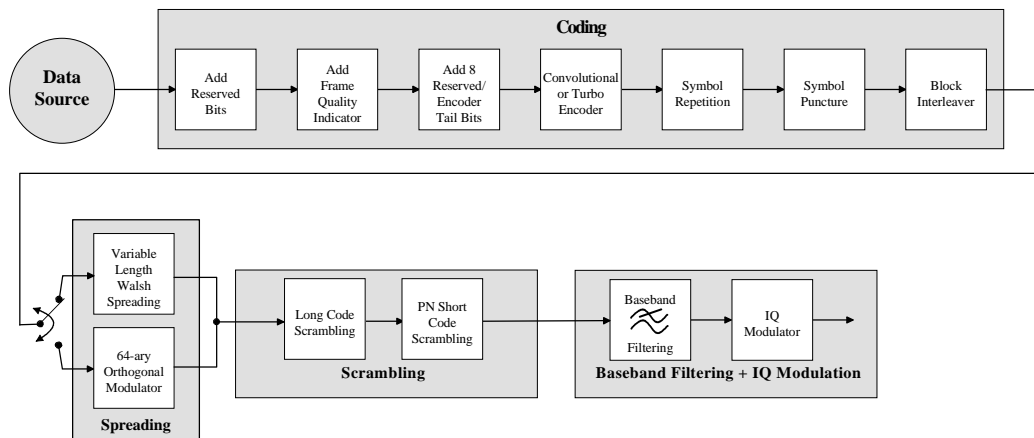 Coding
Data
Source
Add
Reserved
Bits
Add
Frame
Quality
Indicator
Add 8
Reserved/
Encoder
Tail Bits
Convolutional
or Turbo
Encoder
Symbol
Repetition
Symbol
Puncture
Block
Interleaver
Variable
Length
Walsh
Spreading
64-ary
Orthogonal
Modulator
Spreading
Long Code
Scrambling
PN Short
Code
Scrambling
Scrambling
Baseband
Filtering
IQ
Modulator
Baseband Filtering + IQ Modulation